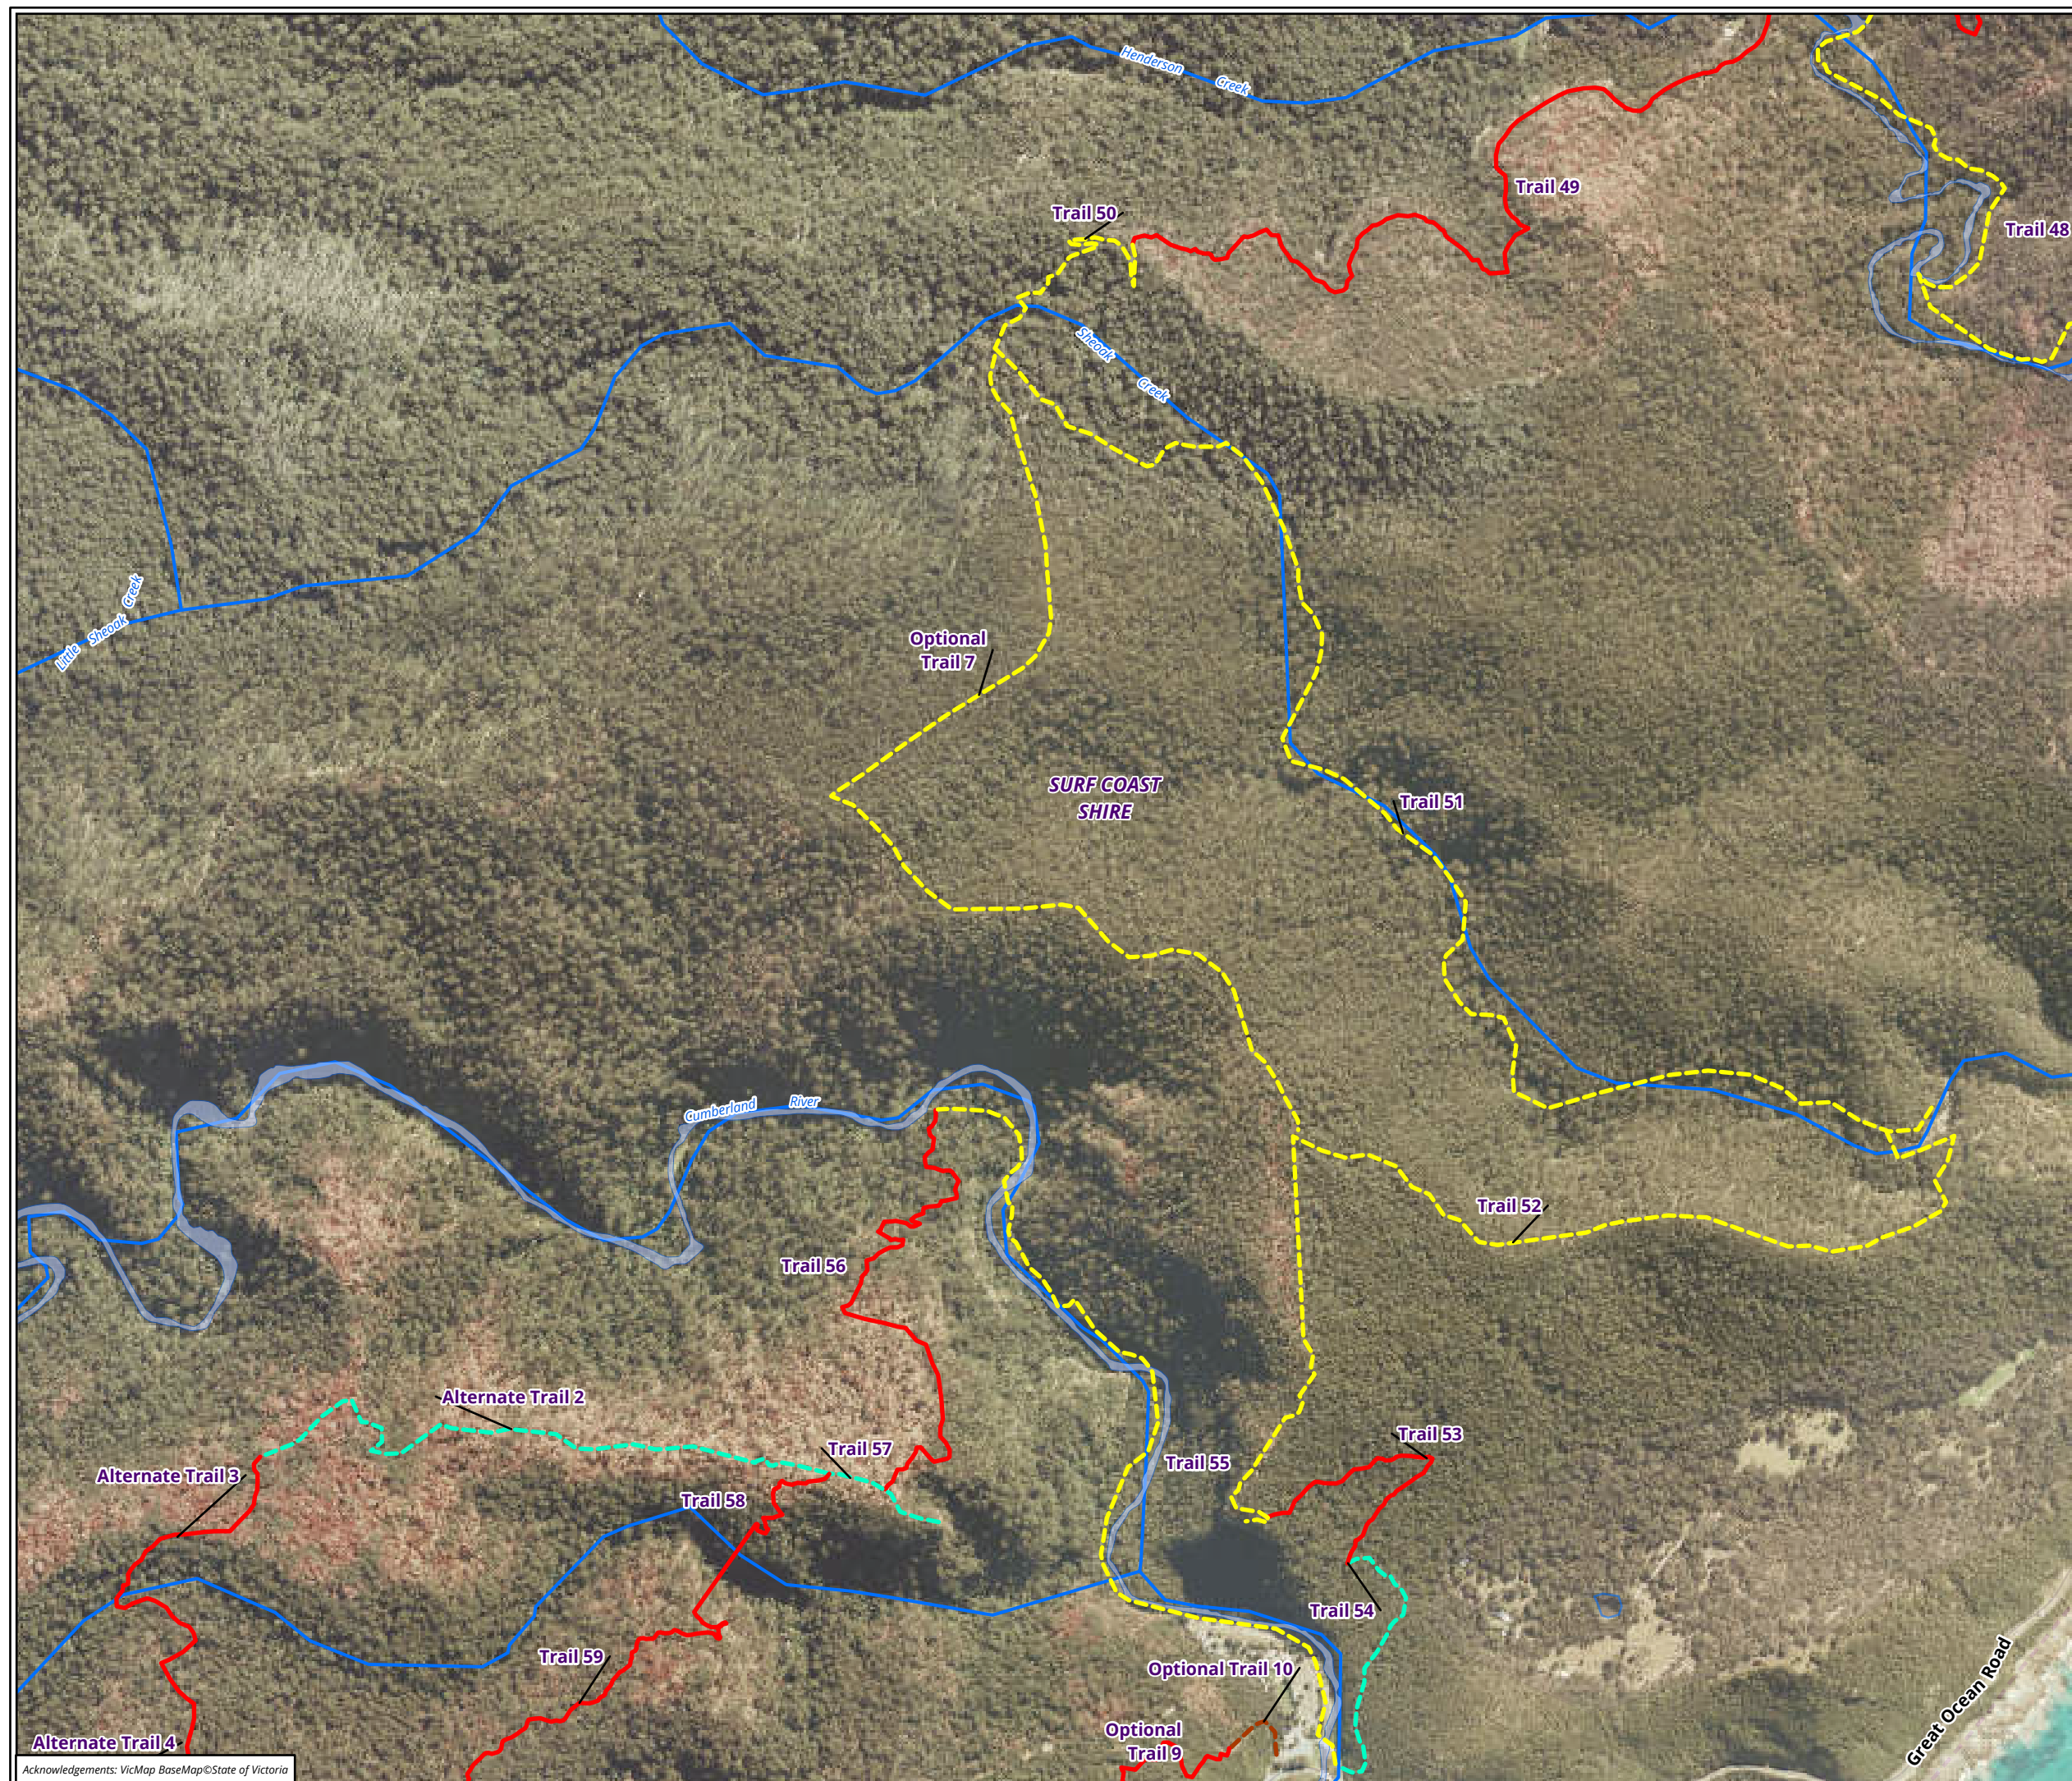 Henderson Creek
Trail 49
Trail 50
Trail 48
Sheoak Creek
Little Sheoak Creek
Optional
Trail 7
SURF COAST
SHIRE
Trail 51
Cumberland River
Trail 52
Trail 56
Alternate Trail 2
Trail 53
Trail 57
Trail 55
Alternate Trail 3
Trail 58
Trail 54
Trail 59
Optional Trail 10
Great Ocean Road
Optional
Trail 9
Alternate Trail 4
Acknowledgements: VicMap BaseMap©State of Victoria